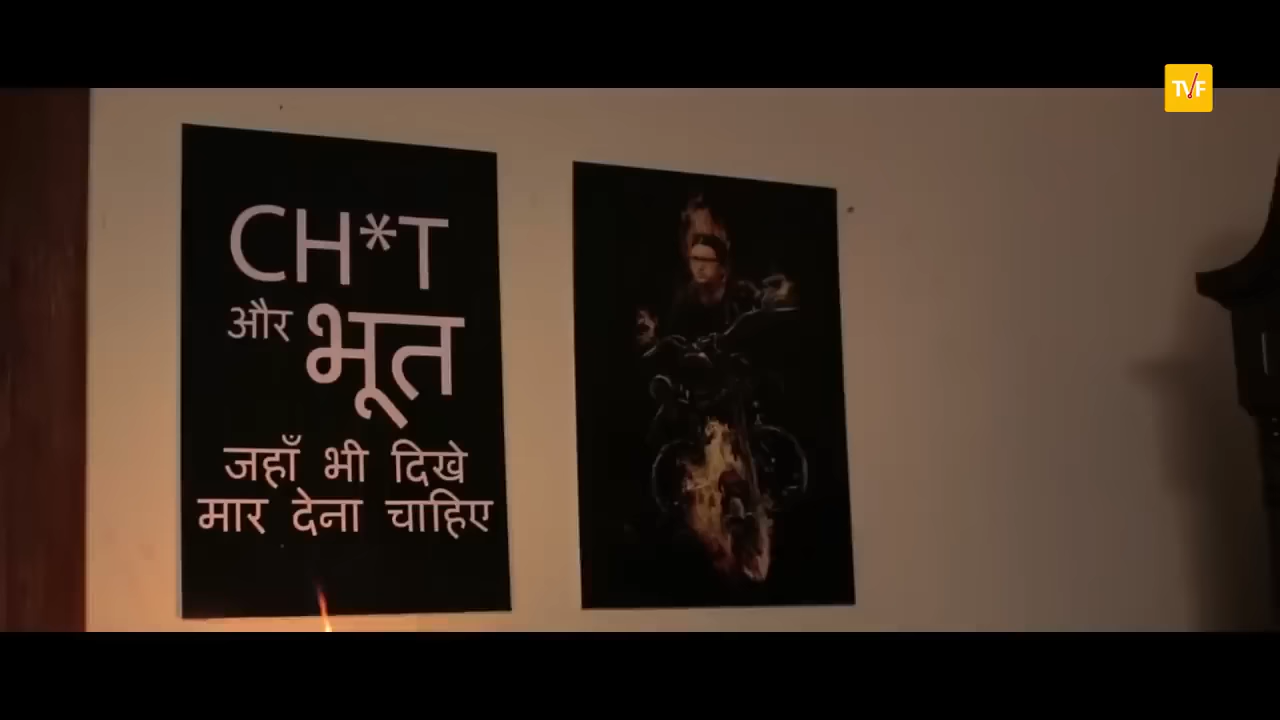 TVF
CH*T
और भूत
जहाँ भी दिखे
मार देना चाहिए